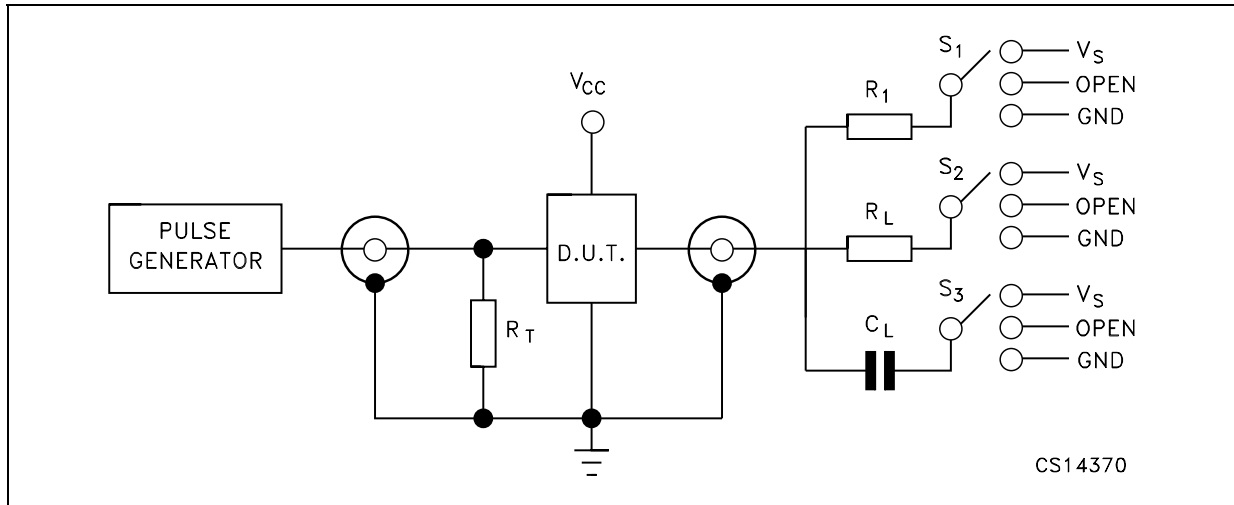 PULSE
GENERATOR
RT
VCC
D.U.T.
R1
S1
VS
OPEN
GND
RL
S2
VS
OPEN
GND
CL
S3
VS
OPEN
GND
CS14370